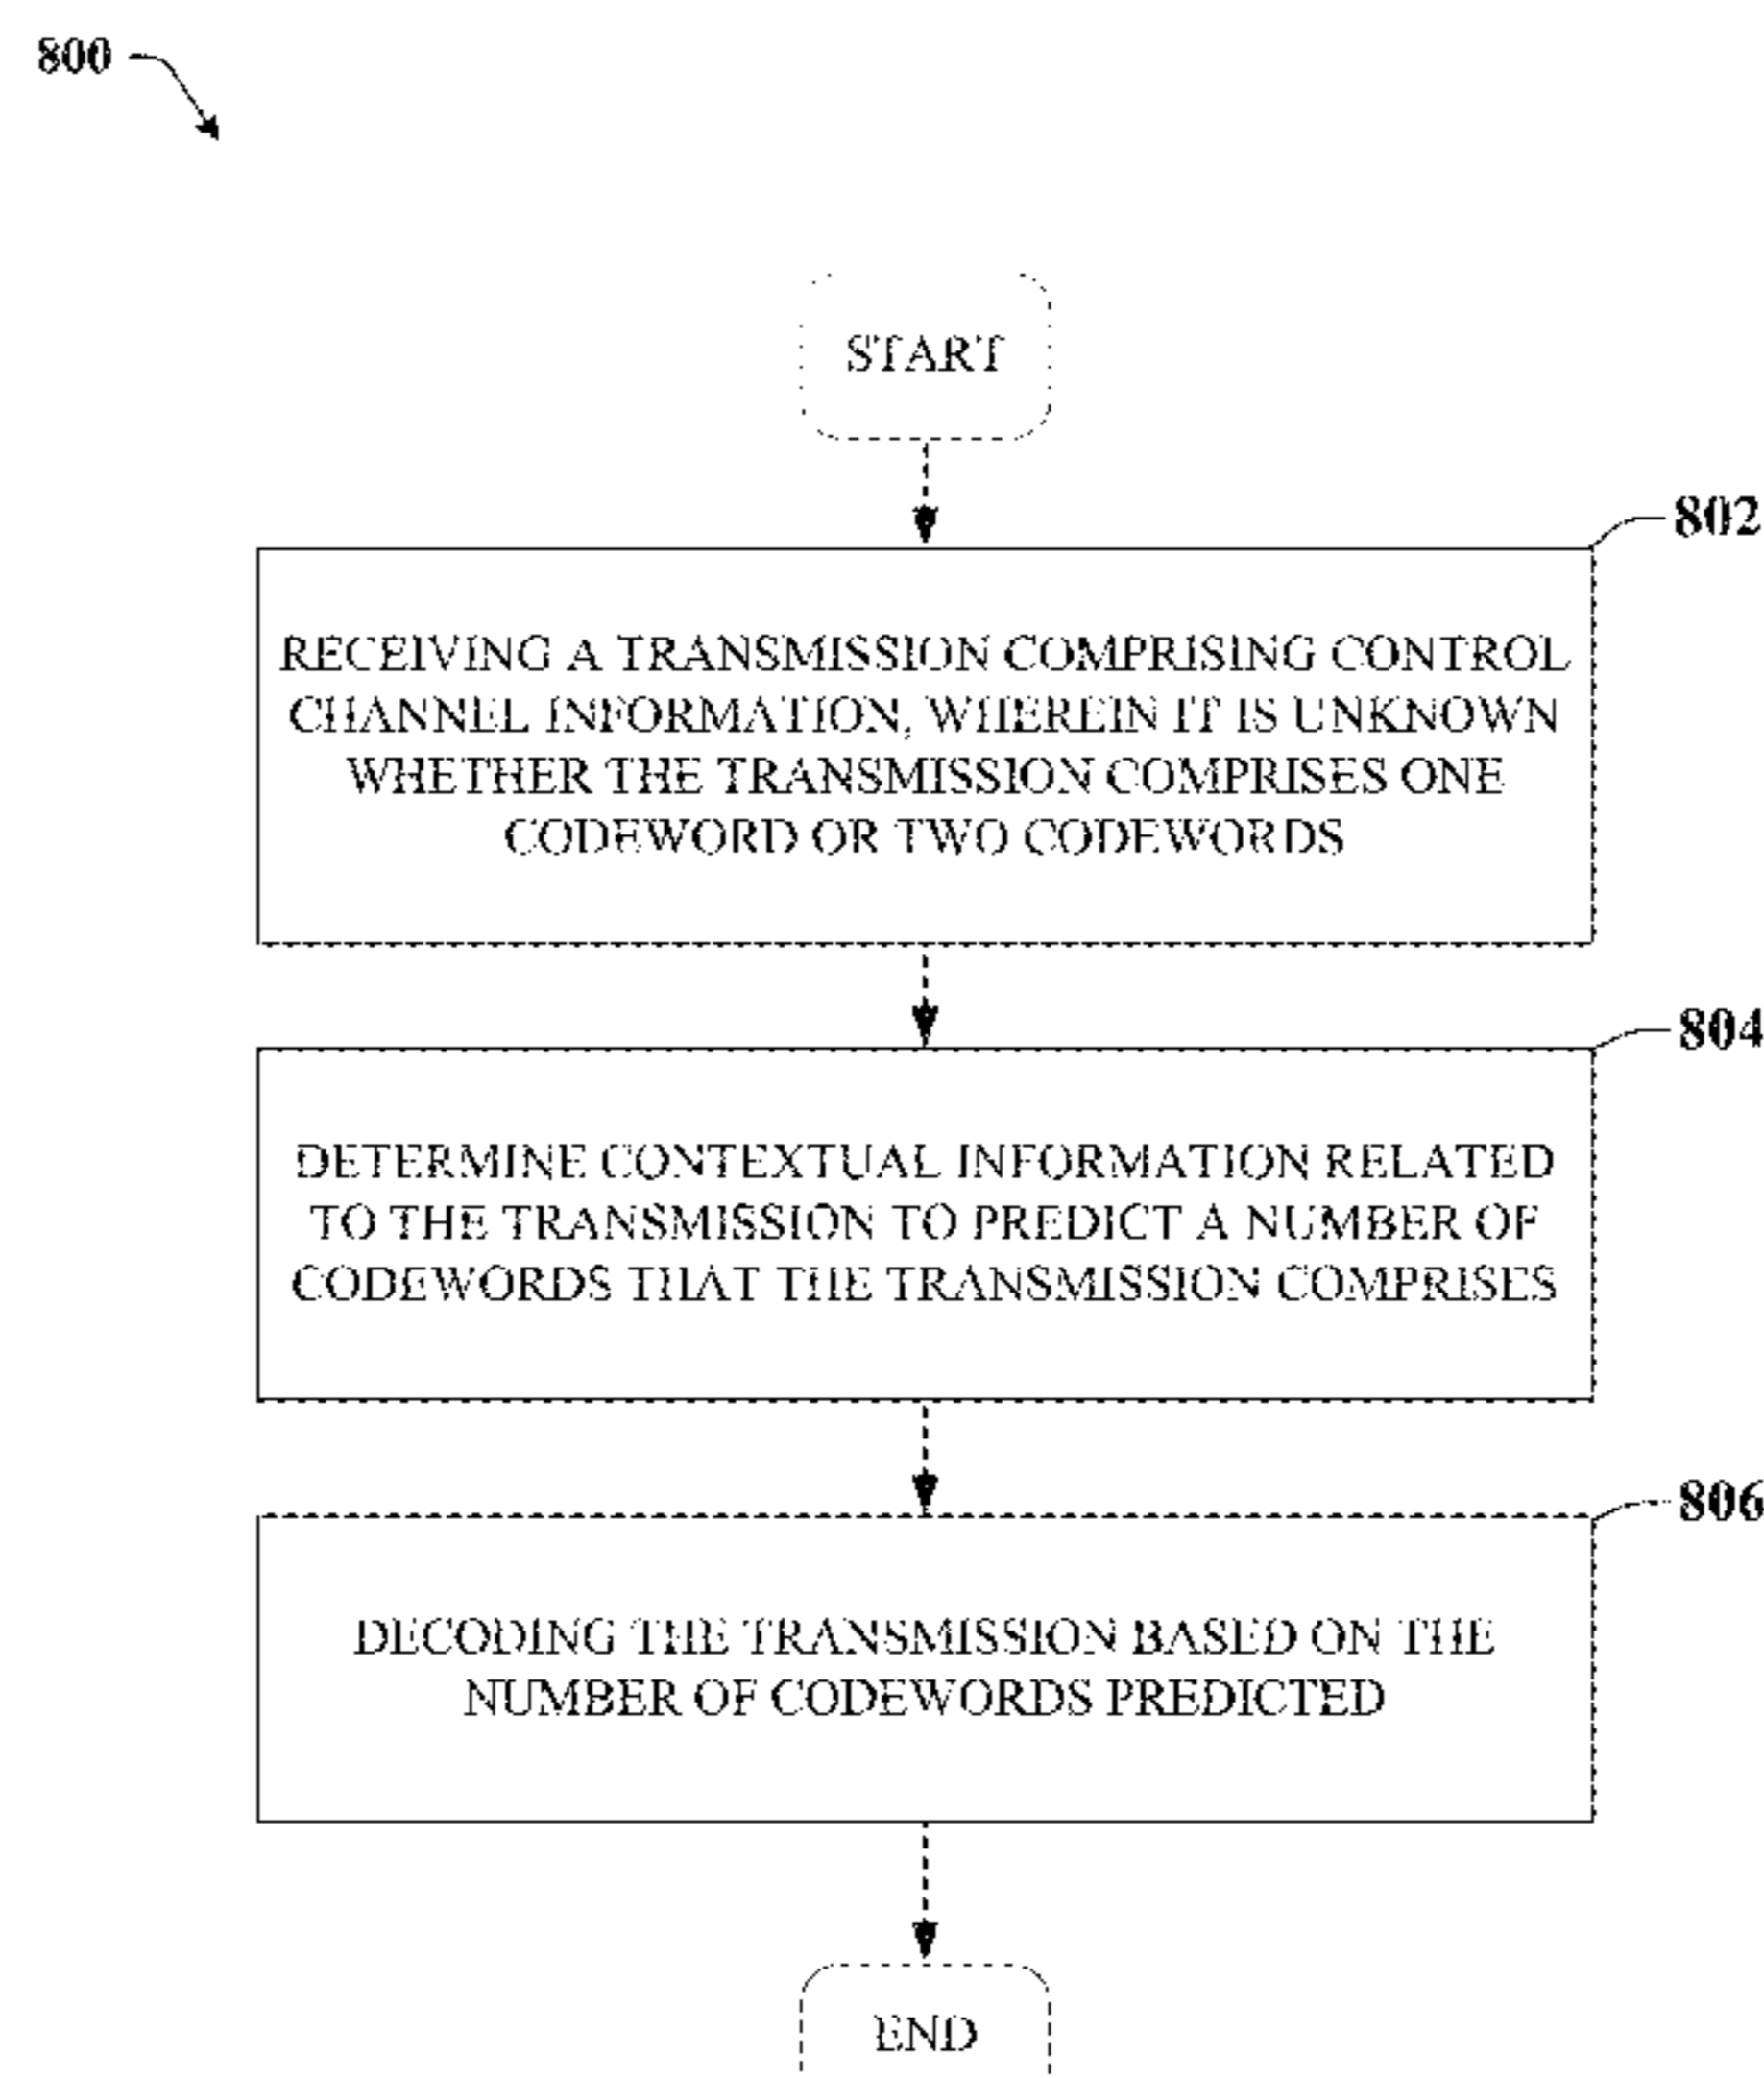 800
START
802
RECEIVING A TRANSMISSION COMPRISING CONTROL
CHANNEL INFORMATION, WHEREIN IT IS UNKNOWN
WHETHER THE TRANSMISSION COMPRISES ONE
CODEWORD OR TWO CODEWORDS
804
DETERMINE CONTEXTUAL INFORMATION RELATED
TO THE TRANSMISSION TO PREDICT A NUMBER OF
CODEWORDS THAT THE TRANSMISSION COMPRISES
806
DECODING THE TRANSMISSION BASED ON THE
NUMBER OF CODEWORDS PREDICTED
END